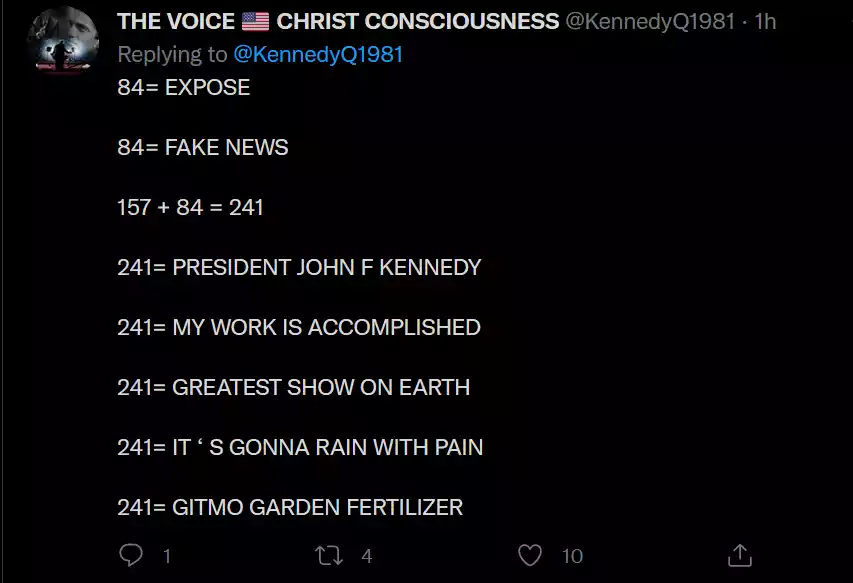 THE VOICE 🇺🇸 CHRIST CONSCIOUSNESS @KennedyQ1981 · 1h
Replying to @KennedyQ1981
84= EXPOSE
84= FAKE NEWS
157 + 84 = 241
241= PRESIDENT JOHN F KENNEDY
241= MY WORK IS ACCOMPLISHED
241= GREATEST SHOW ON EARTH
241= IT ‘ S GONNA RAIN WITH PAIN
241= GITMO GARDEN FERTILIZER
1 4 10